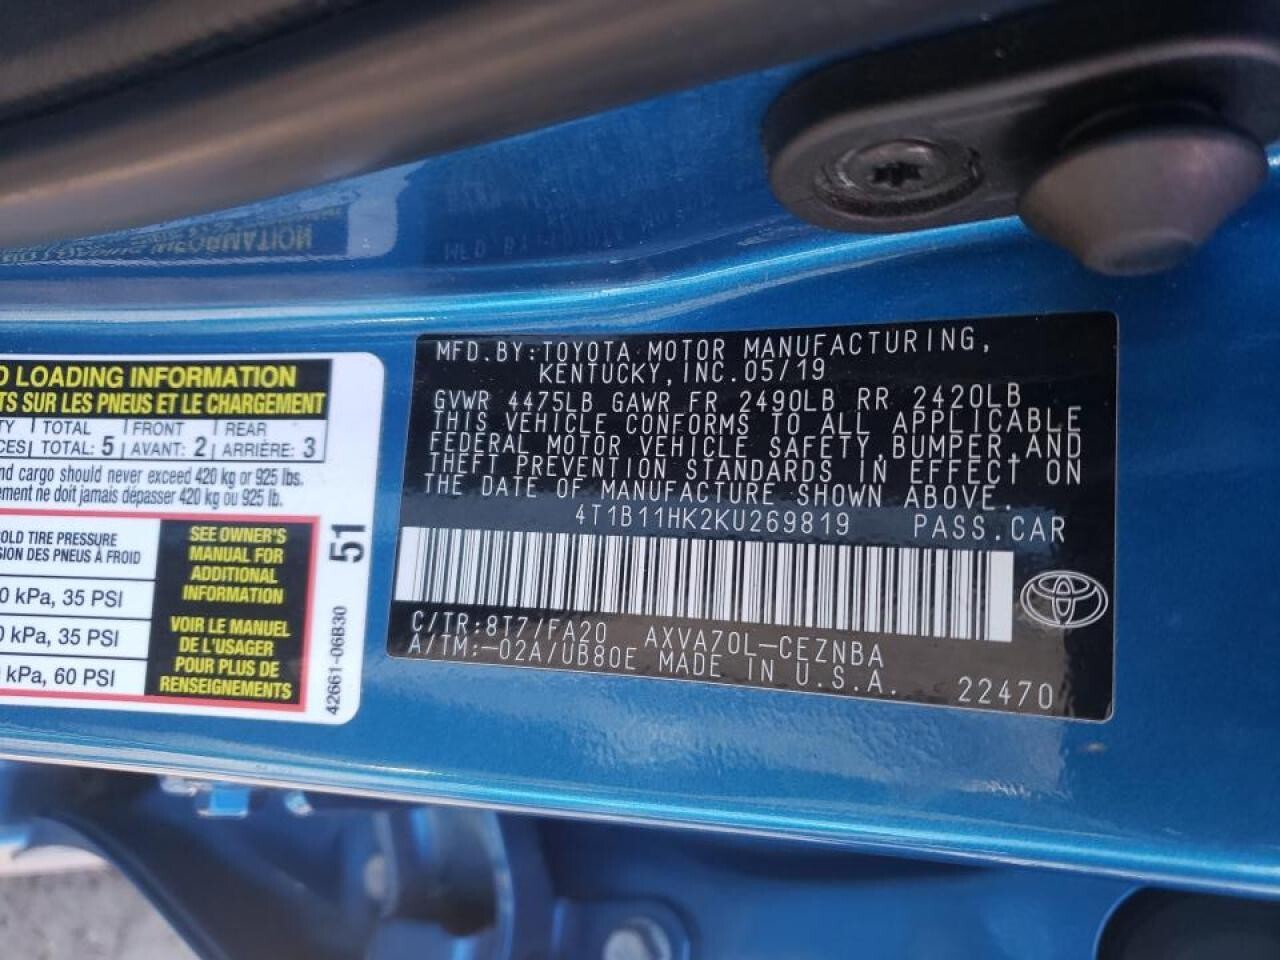 D LOADING INFORMATION
TS SUR LES PNEUS ET LE CHARGEMENT
TY TOTAL FRONT REAR
CES TOTAL: 5 AVANT: 2 ARRIÈRE: 3
nd cargo should never exceed 420 kg or 925 lbs.
ement ne doit jamais dépasser 420 kg ou 925 lb.
OLD TIRE PRESSURE
SION DES PNEUS À FROID
0 kPa, 35 PSI
0 kPa, 35 PSI
kPa, 60 PSI
SEE OWNER'S
MANUAL FOR
ADDITIONAL
INFORMATION
VOIR LE MANUEL
DE L'USAGER
POUR PLUS DE
RENSEIGNEMENTS
51
42661-06B30
MFD.BY:TOYOTA MOTOR MANUFACTURING,
KENTUCKY,INC.05/19
GVWR 4475LB GAWR FR 2490LB RR 2420LB
THIS VEHICLE CONFORMS TO ALL APPLICABLE
FEDERAL MOTOR VEHICLE SAFETY,BUMPER,AND
THEFT PREVENTION STANDARDS IN EFFECT ON
THE DATE OF MANUFACTURE SHOWN ABOVE.
4T1B11HK2KU269819 PASS.CAR
C/TR:8T7/FA20 AXVA70L-CEZNBA
A/TM:-02A/UB80E MADE IN U.S.A. 22470